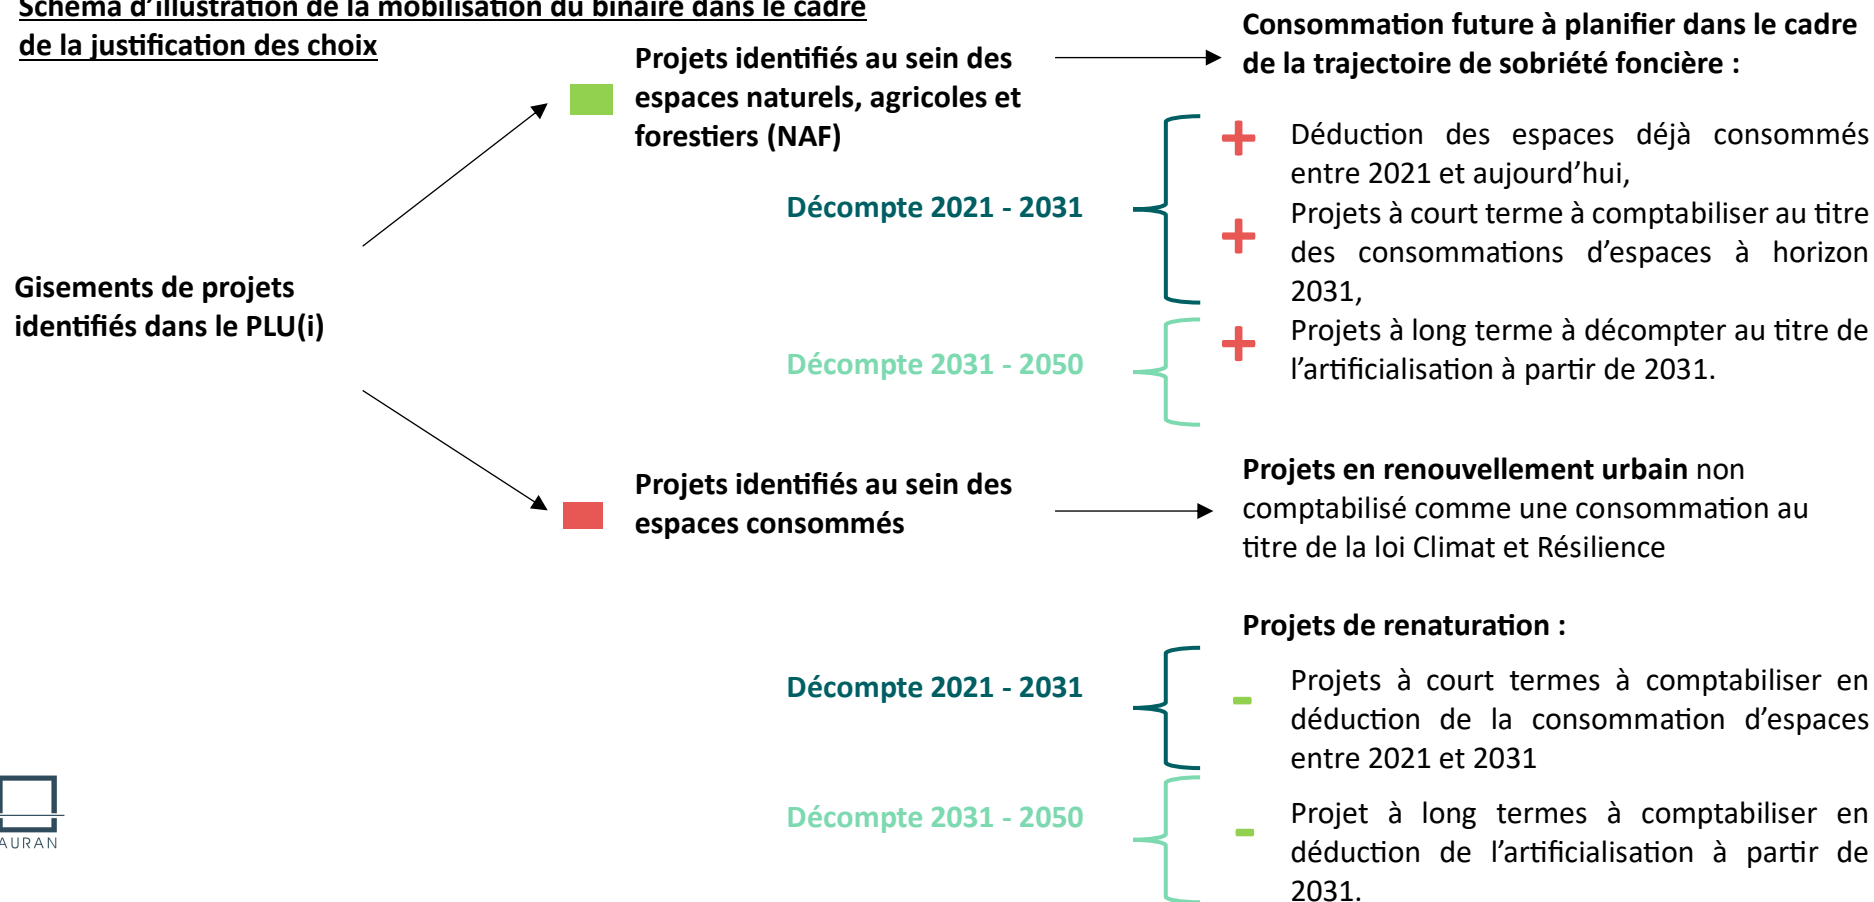 Schéma d'illustration de la mobilisation du binaire dans le cadre
de la justification des choix
Gisements de projets
identifiés dans le PLU(i)
Projets identifiés au sein des
espaces naturels, agricoles et
forestiers (NAF)
Consommation future à planifier dans le cadre
de la trajectoire de sobriété foncière :
Décompte 2021 - 2031
+ Déduction des espaces déjà consommés
entre 2021 et aujourd'hui,
+ Projets à court terme à comptabiliser au titre
des consommations d'espaces à horizon
2031,
Décompte 2031 - 2050
+ Projets à long terme à décompter au titre de
l'artificialisation à partir de 2031.
Projets identifiés au sein des
espaces consommés
Projets en renouvellement urbain non
comptabilisé comme une consommation au
titre de la loi Climat et Résilience
Projets de renaturation :
Décompte 2021 - 2031
- Projets à court termes à comptabiliser en
déduction de la consommation d'espaces
entre 2021 et 2031
Décompte 2031 - 2050
- Projet à long termes à comptabiliser en
déduction de l'artificialisation à partir de
2031.
AURAN